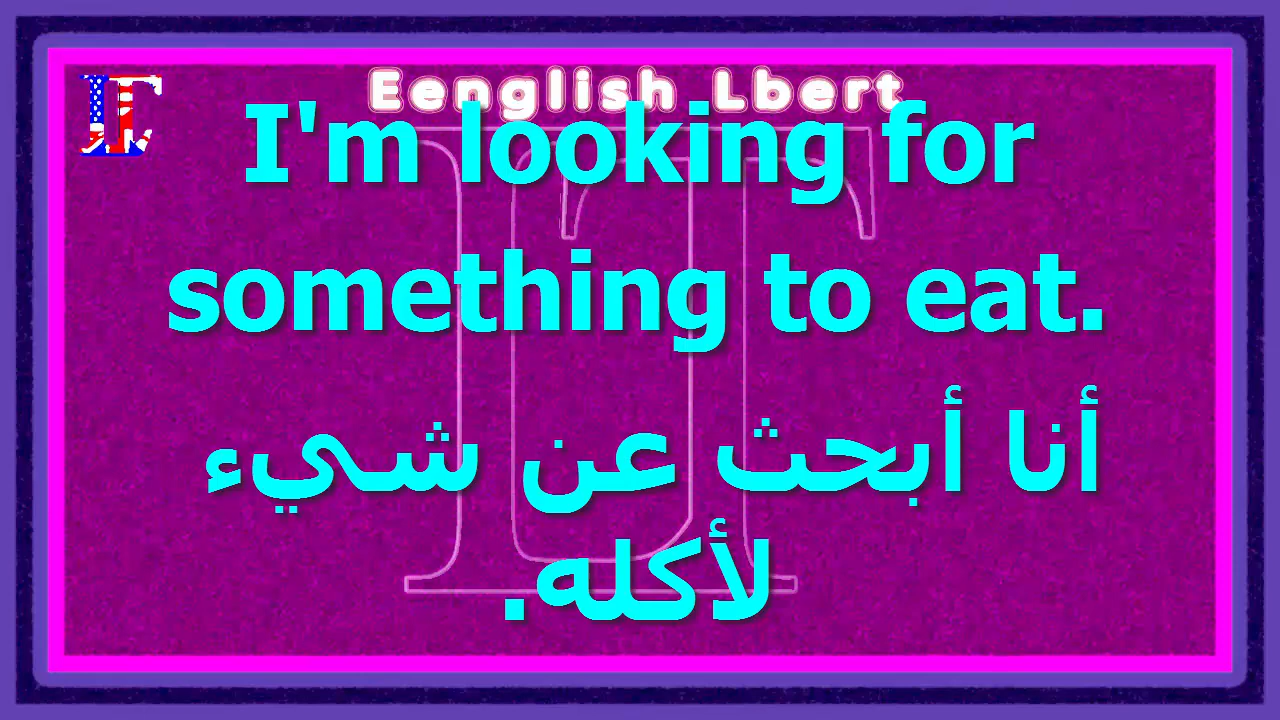 Eenglish Lbert
I'm looking for
something to eat.
أنا أبحث عن شيء
لأكله.